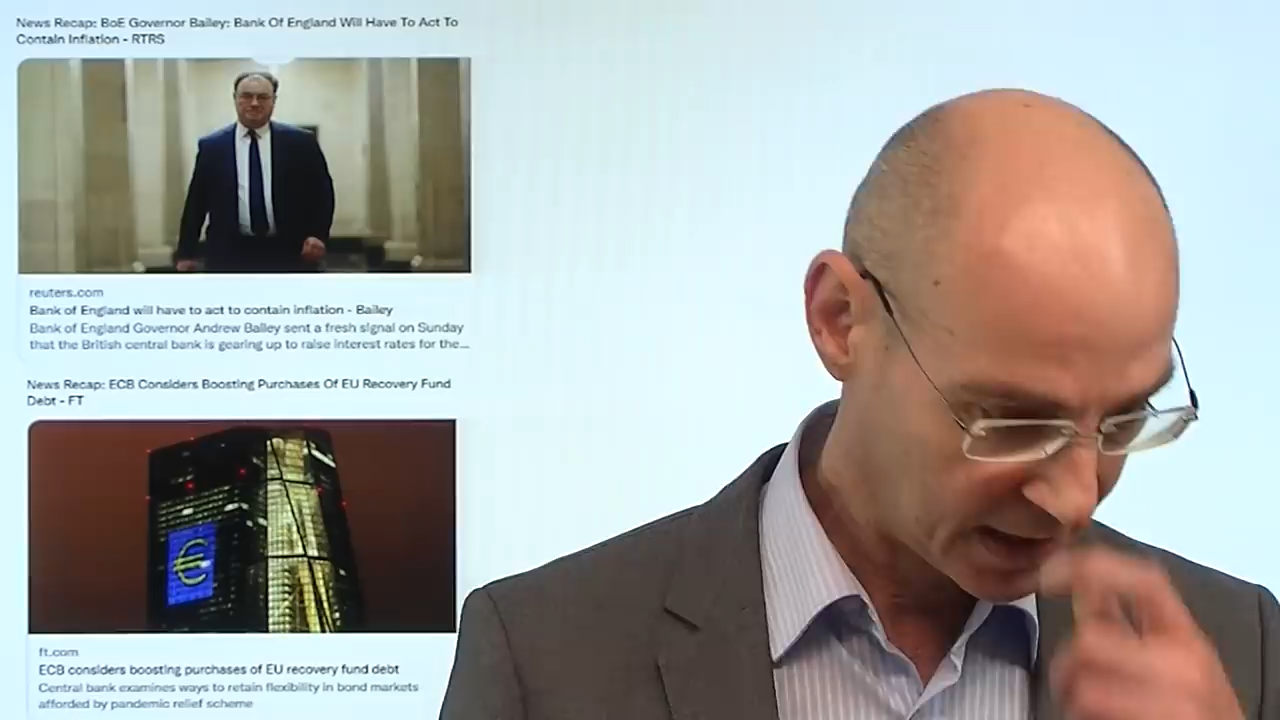 News Recap: BoE Governor Bailey: Bank Of England Will Have To Act To
Contain Inflation - RTRS
reuters.com
Bank of England will have to act to contain inflation - Bailey
Bank of England Governor Andrew Bailey sent a fresh signal on Sunday
that the British central bank is gearing up to raise interest rates for the...
News Recap: ECB Considers Boosting Purchases Of EU Recovery Fund
Debt - FT
€
ft.com
ECB considers boosting purchases of EU recovery fund debt
Central bank examines ways to retain flexibility in bond markets
afforded by pandemic relief scheme